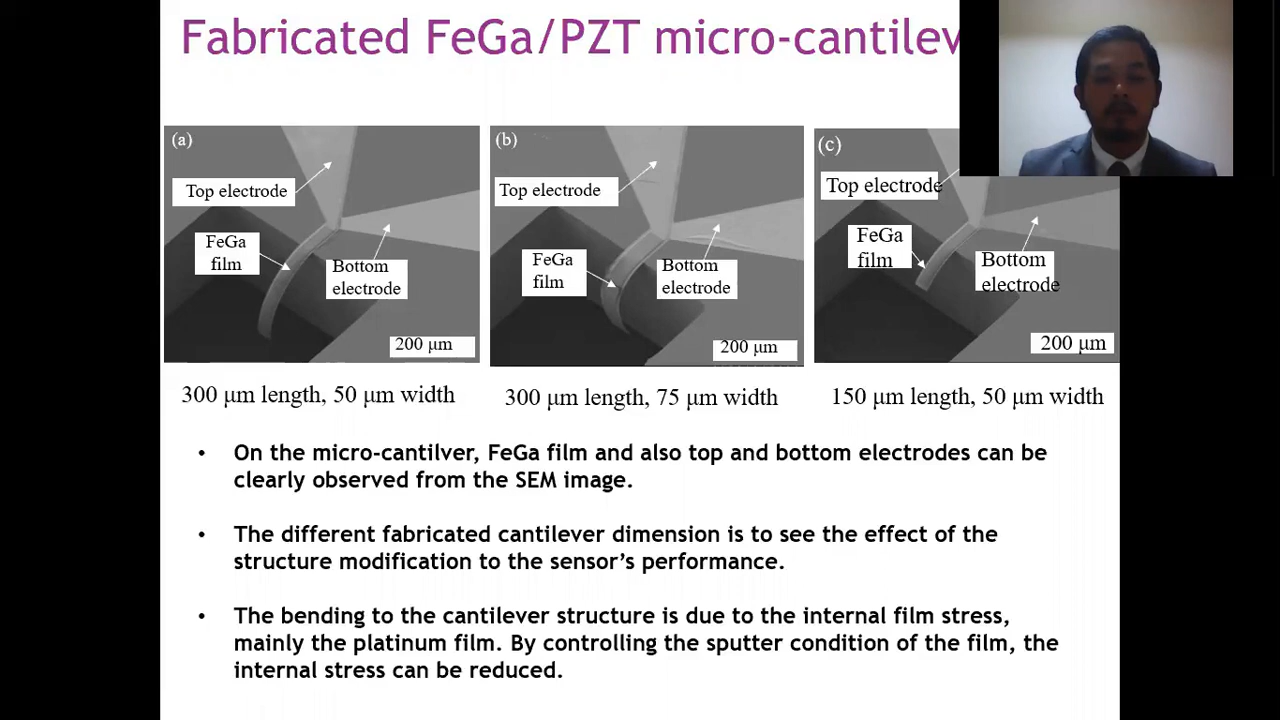 Fabricated FeGa/PZT micro-cantilev
(a)
Top electrode
FeGa
film
Bottom
electrode
200 μm
(b)
Top electrode
FeGa
film
Bottom
electrode
200 μm
(c)
Top electrode
FeGa
film
Bottom
electrode
200 μm
300 μm length, 50 μm width
300 μm length, 75 μm width
150 μm length, 50 μm width
• On the micro-cantilver, FeGa film and also top and bottom electrodes can be
clearly observed from the SEM image.
• The different fabricated cantilever dimension is to see the effect of the
structure modification to the sensor's performance.
• The bending to the cantilever structure is due to the internal film stress,
mainly the platinum film. By controlling the sputter condition of the film, the
internal stress can be reduced.